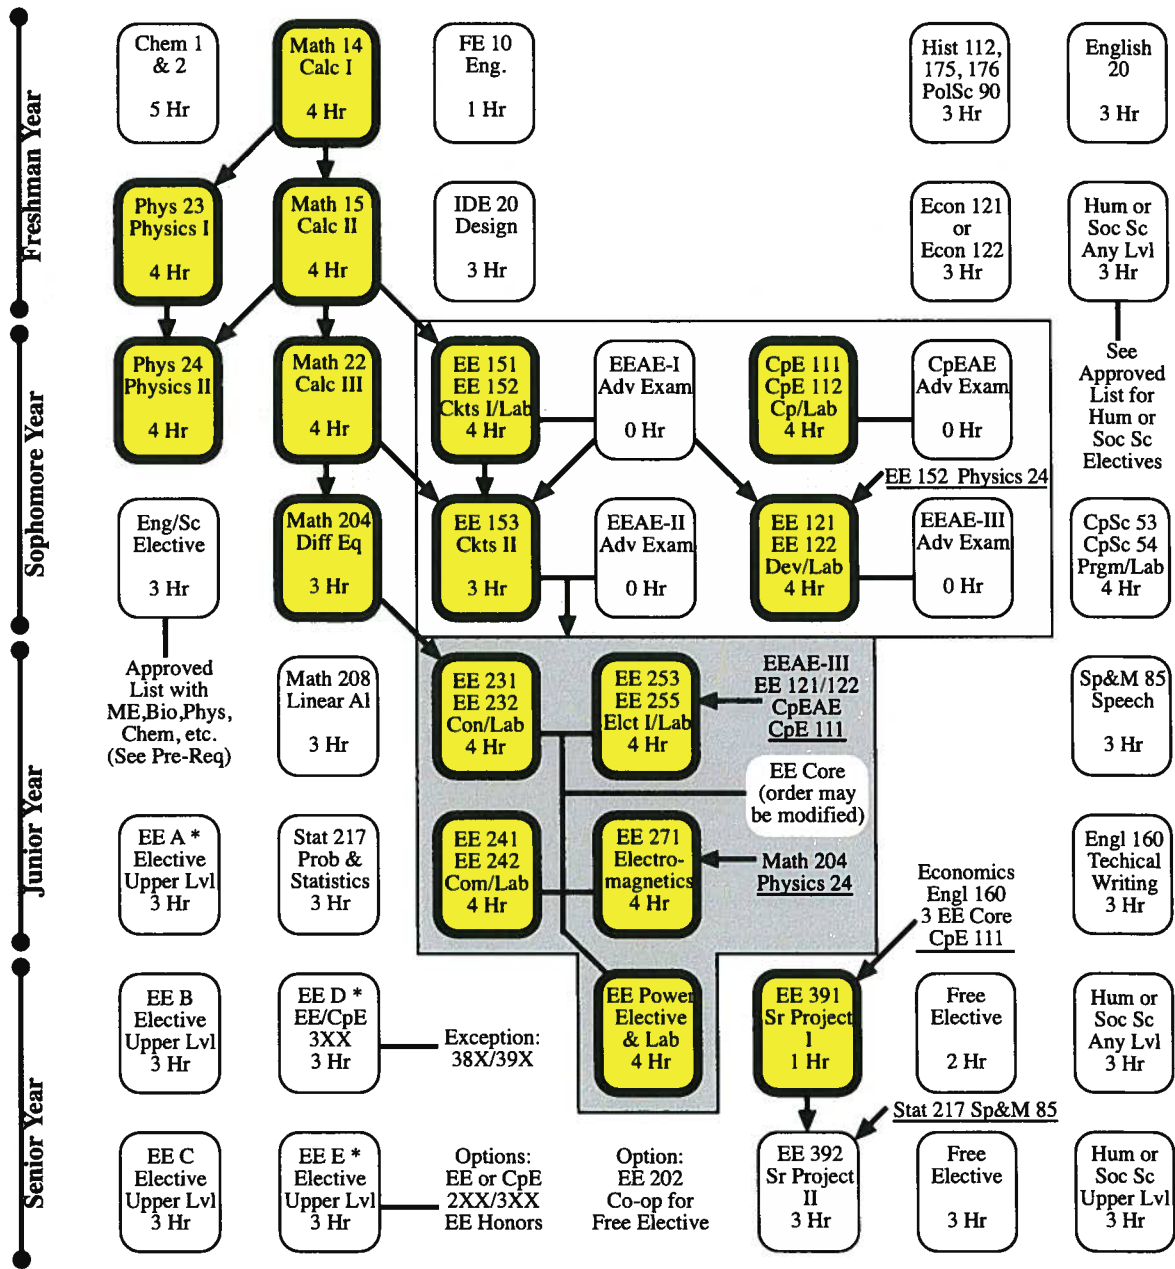 Freshman Year
Chem 1
& 2
5 Hr
Math 14
Calc I
4 Hr
FE 10
Eng.
1 Hr
Hist 112,
175, 176
PolSc 90
3 Hr
English
20
3 Hr
Phys 23
Physics I
4 Hr
Math 15
Calc II
4 Hr
IDE 20
Design
3 Hr
Econ 121
or
Econ 122
3 Hr
Hum or
Soc Sc
Any Lvl
3 Hr
Sophomore Year
Phys 24
Physics II
4 Hr
Math 22
Calc III
4 Hr
EE 151
EE 152
Ckts I/Lab
4 Hr
EEAE-I
Adv Exam
0 Hr
CpE 111
CpE 112
Cp/Lab
4 Hr
CpEAE
Adv Exam
0 Hr
See
Approved
List for
Hum or
Soc Sc
Electives
EE 152 Physics 24
Eng/Sc
Elective
3 Hr
Math 204
Diff Eq
3 Hr
EE 153
Ckts II
3 Hr
EEAE-II
Adv Exam
0 Hr
EE 121
EE 122
Dev/Lab
4 Hr
EEAE-III
Adv Exam
0 Hr
CpSc 53
CpSc 54
Prgm/Lab
4 Hr
Junior Year
Approved
List with
ME,Bio,Phys,
Chem, etc.
(See Pre-Req)
Math 208
Linear Al
3 Hr
EE 231
EE 232
Con/Lab
4 Hr
EE 253
EE 255
Elct I/Lab
4 Hr
EEAE-III
EE 121/122
CpEAE
CpE 111
Sp&M 85
Speech
3 Hr
EE Core
(order may
be modified)
EE A *
Elective
Upper Lvl
3 Hr
Stat 217
Prob &
Statistics
3 Hr
EE 241
EE 242
Com/Lab
4 Hr
EE 271
Electro-
magnetics
4 Hr
Math 204
Physics 24
Economics
Engl 160
3 EE Core
CpE 111
Engl 160
Techical
Writing
3 Hr
Senior Year
EE B
Elective
Upper Lvl
3 Hr
EE D *
EE/CpE
3XX
3 Hr
Exception:
38X/39X
EE Power
Elective
& Lab
4 Hr
EE 391
Sr Project
I
1 Hr
Free
Elective
2 Hr
Hum or
Soc Sc
Any Lvl
3 Hr
Stat 217 Sp&M 85
EE C
Elective
Upper Lvl
3 Hr
EE E *
Elective
Upper Lvl
3 Hr
Options:
EE or CpE
2XX/3XX
EE Honors
Option:
EE 202
Co-op for
Free Elective
EE 392
Sr Project
II
3 Hr
Free
Elective
3 Hr
Hum or
Soc Sc
Upper Lvl
3 Hr